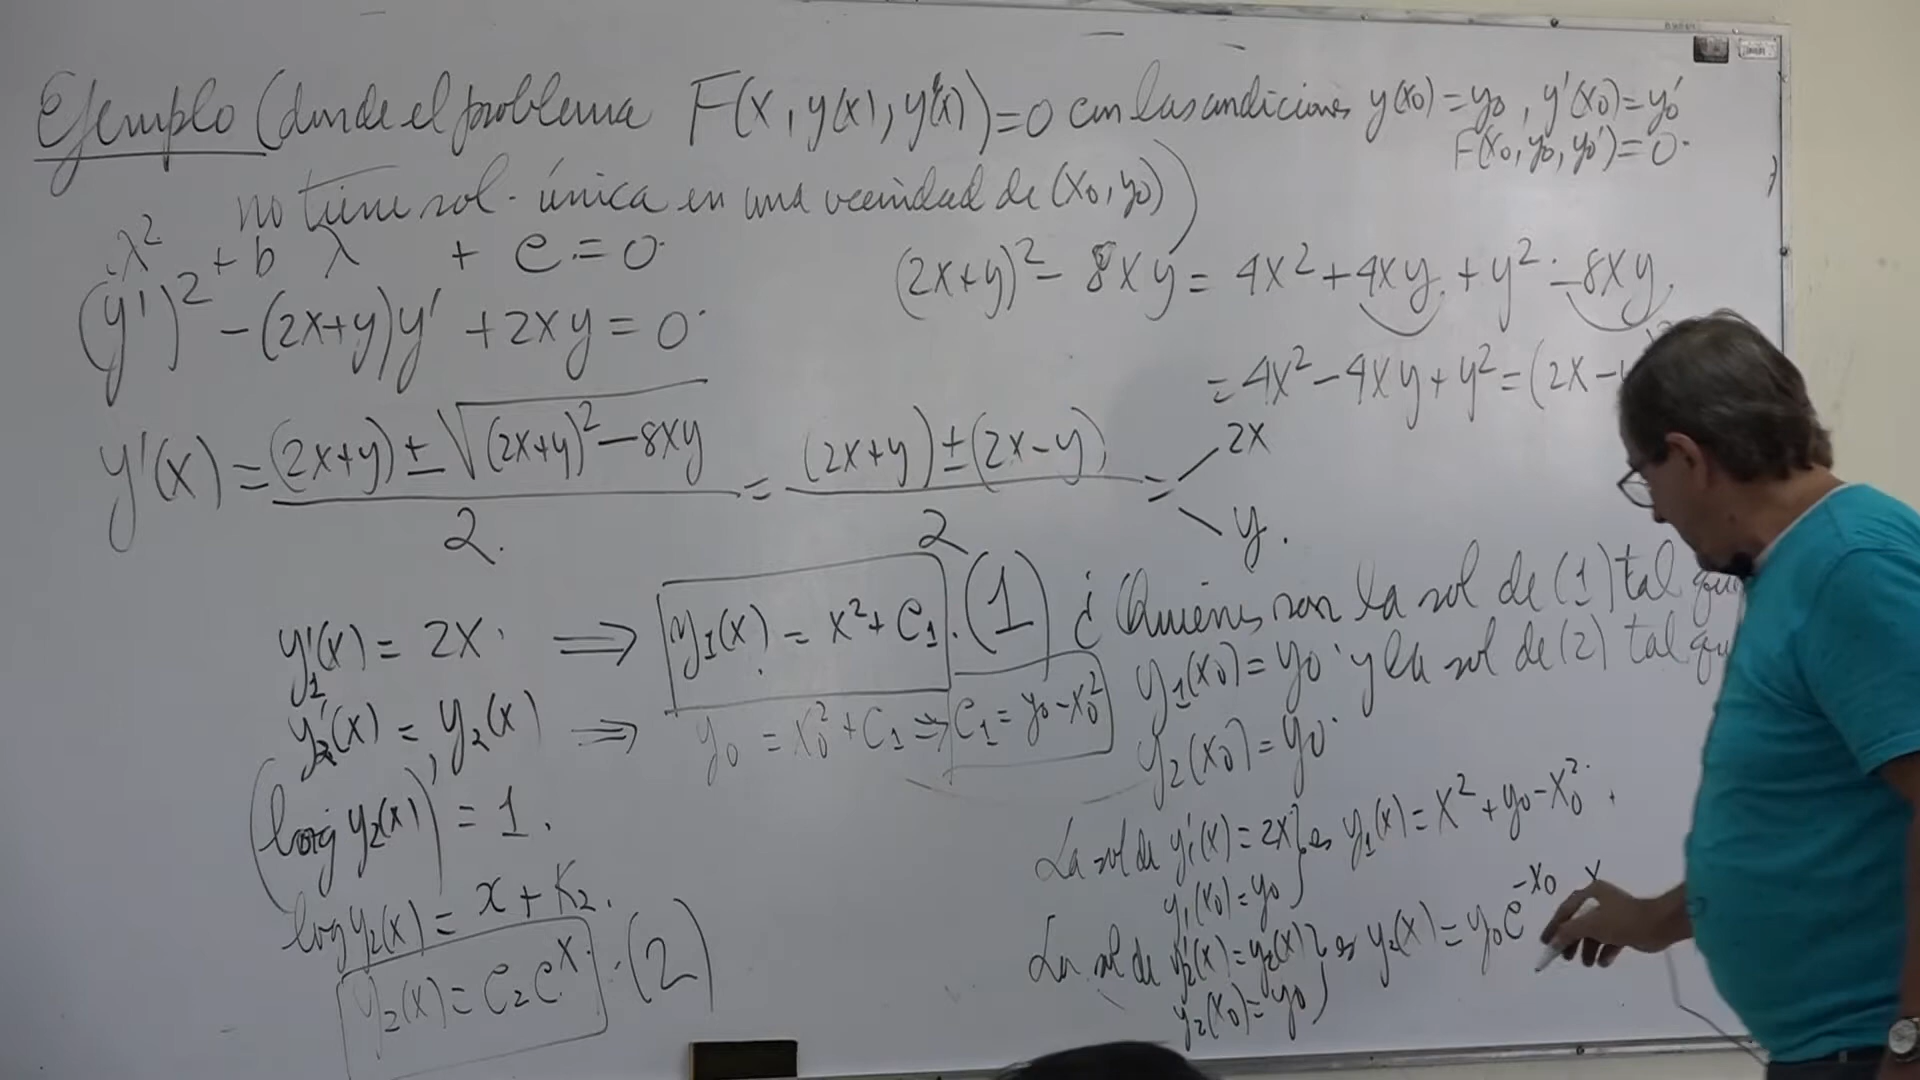 Ejemplo (donde el problema F(x, y(x), y'(x))=0 con las condiciones y(x0)=y0, y'(x0)=y0'
F(x0, y0, y0')=0.
no tiene sol. única en una vecindad de (x0, y0))
λ² + b λ + c = 0.
(y')² - (2x+y)y' + 2xy = 0.
(2x+y)² - 8xy = 4x² + 4xy + y² - 8xy
= 4x² - 4xy + y² = (2x-
y'(x) = (2x+y) ± √((2x+y)² - 8xy) / 2. = (2x+y) ± (2x-y) / 2 = 2x
y.
y1'(x) = 2x. ⟹ y1(x) = x² + C1. (1)
y2'(x) = y2(x) ⟹ y0 = x0² + C1 ⟹ C1 = y0 - x0²
(log y2(x))' = 1.
log y2(x) = x + K2.
y2(x) = C2 e^x. (2)
¿Quiénes son la sol de (1) tal que
y1(x0) = y0 y la sol de (2) tal que
y2(x0) = y0.
La sol de y1'(x) = 2x } es y1(x) = x² + y0 - x0².
y1(x0) = y0
La sol de y2'(x) = y2(x) } es y2(x) = y0 e^-x0
y2(x0) = y0